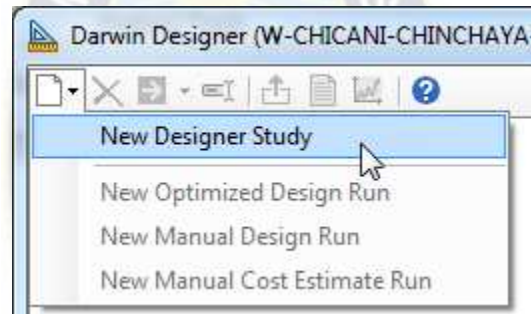 Darwin Designer (W-CHICANI-CHINCHAYA
New Designer Study
New Optimized Design Run
New Manual Design Run
New Manual Cost Estimate Run